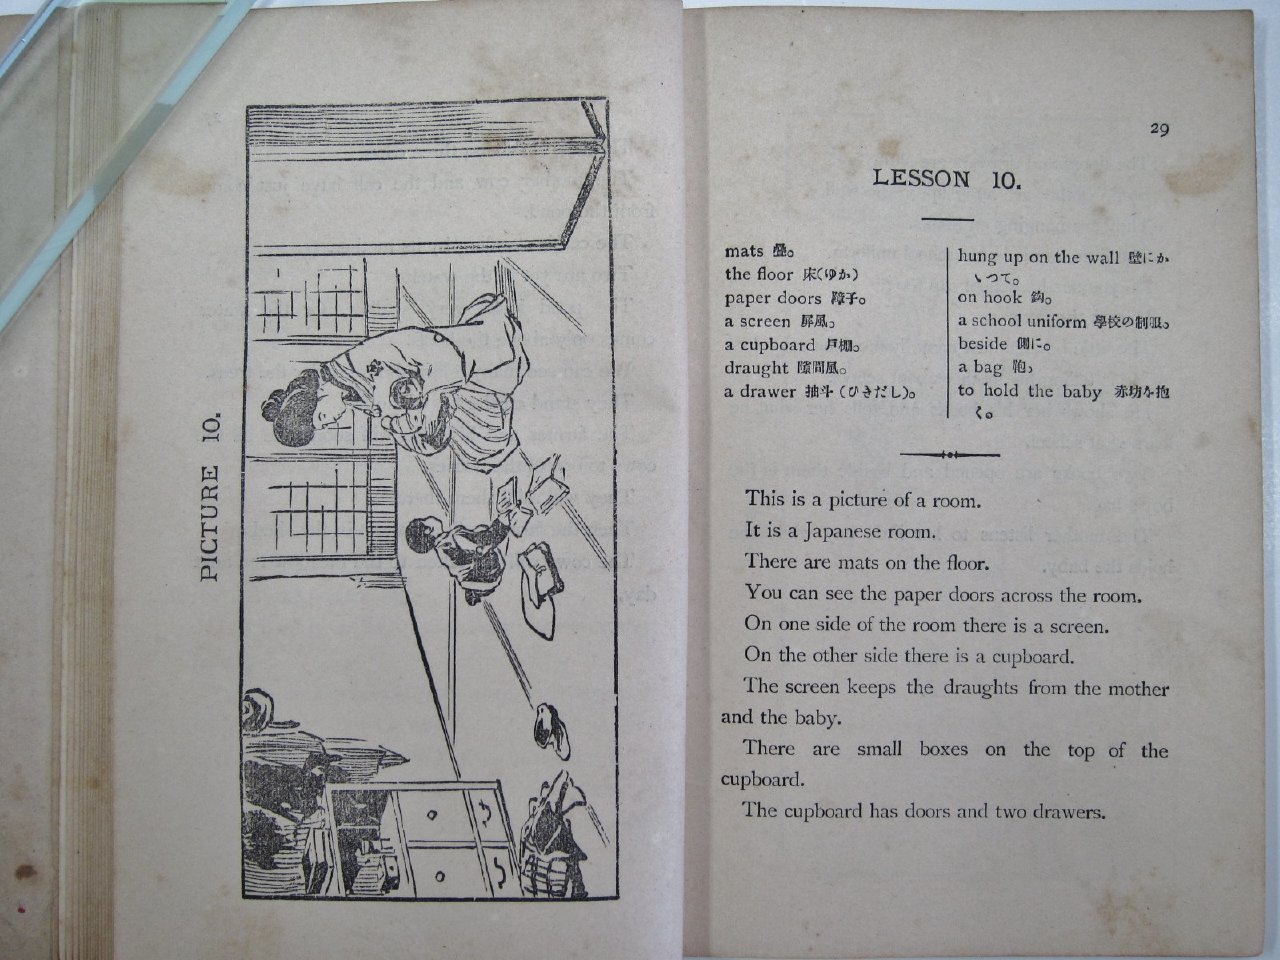 PICTURE 10.
29
LESSON 10.
mats 疊。
the floor 床(ゆか)
paper doors 障子。
a screen 屏風。
a cupboard 戸棚。
draught 隙間風。
a drawer 抽斗(ひきだし)。
hung up on the wall 壁にか
いつて。
on hook 鈎。
a school uniform 學校の制服。
beside 側に。
a bag 鞄。
to hold the baby 赤坊を抱
く。
This is a picture of a room.
It is a Japanese room.
There are mats on the floor.
You can see the paper doors across the room.
On one side of the room there is a screen.
On the other side there is a cupboard.
The screen keeps the draughts from the mother
and the baby.
There are small boxes on the top of the
cupboard.
The cupboard has doors and two drawers.